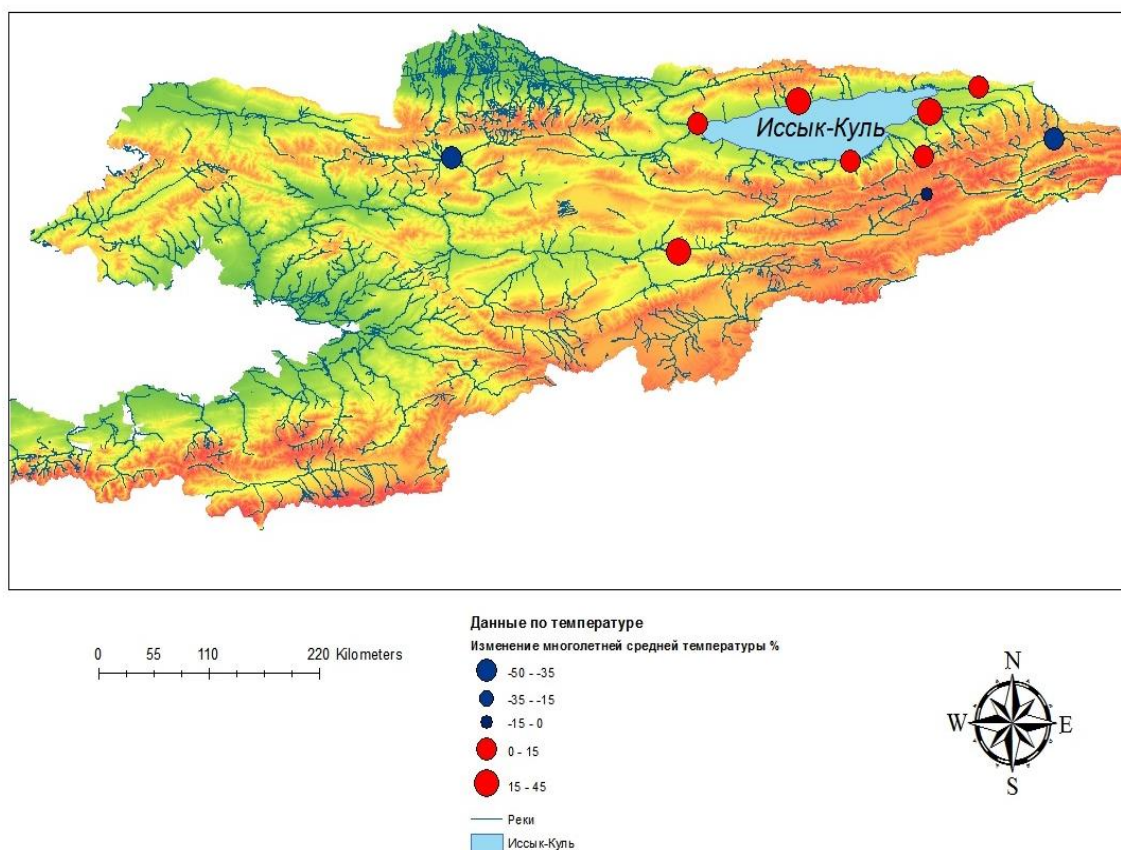 Иссык-Куль
0 55 110 220 Kilometers
Данные по температуре
Изменение многолетней средней температуры %
-50 - -35
-35 - -15
-15 - 0
0 - 15
15 - 45
Реки
Иссык-Куль
N
W E
S